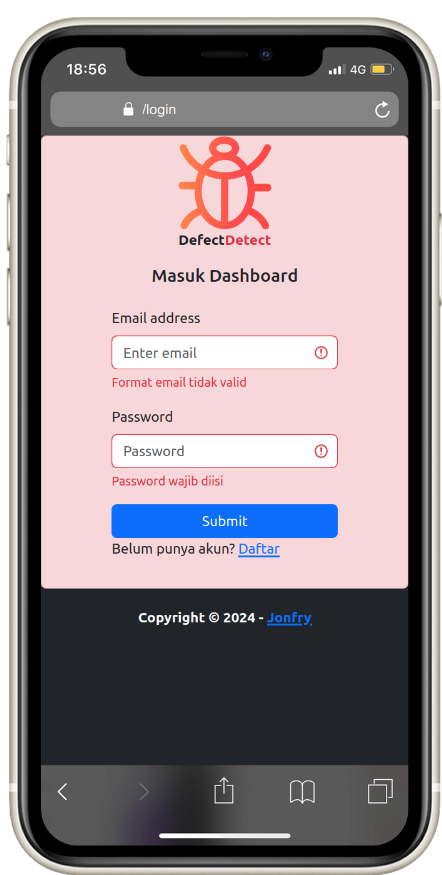 18:56
4G
/login
DefectDetect
Masuk Dashboard
Email address
Enter email
Format email tidak valid
Password
Password
Password wajib diisi
Submit
Belum punya akun? Daftar
Copyright © 2024 - Jonfry